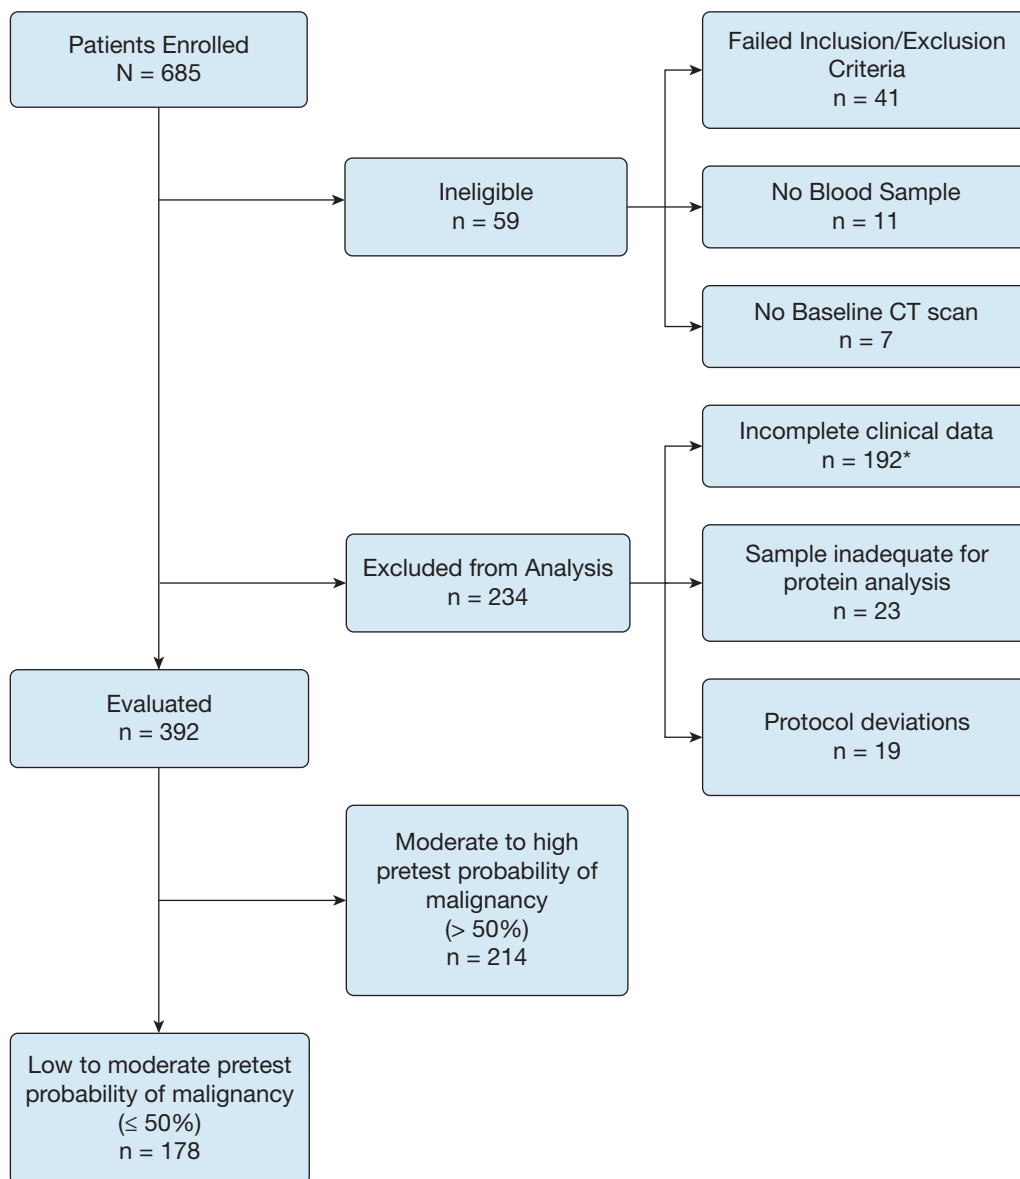 Patients Enrolled
N = 685
Failed Inclusion/Exclusion
Criteria
n = 41
Ineligible
n = 59
No Blood Sample
n = 11
No Baseline CT scan
n = 7
Incomplete clinical data
n = 192*
Excluded from Analysis
n = 234
Sample inadequate for
protein analysis
n = 23
Protocol deviations
n = 19
Evaluated
n = 392
Moderate to high
pretest probability of
malignancy
(> 50%)
n = 214
Low to moderate pretest
probability of malignancy
(≤ 50%)
n = 178